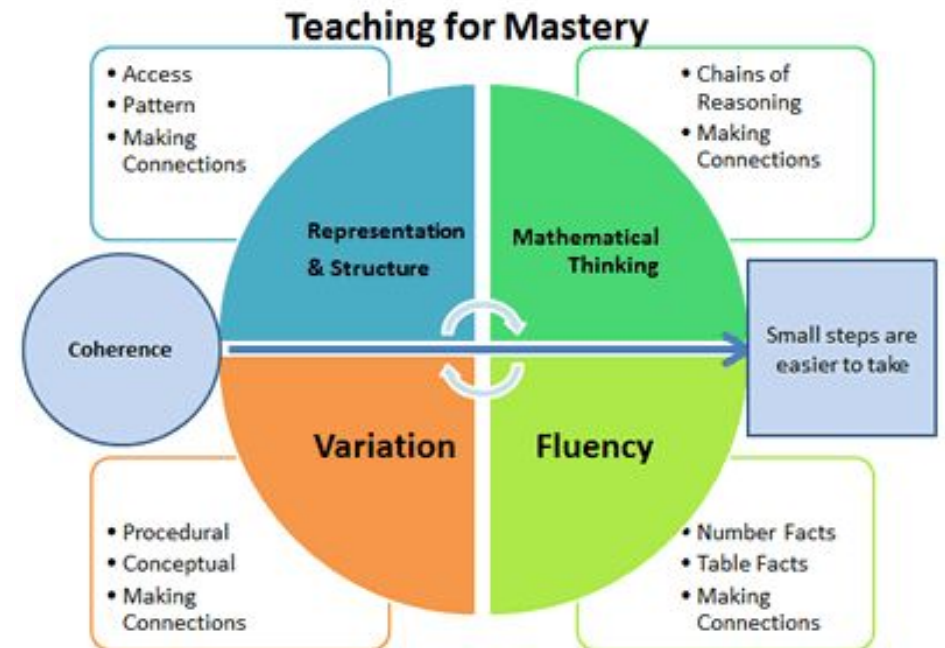 Teaching for Mastery
• Access
• Pattern
• Making
Connections
• Chains of
Reasoning
• Making
Connections
Representation
& Structure
Mathematical
Thinking
Coherence
Small steps are
easier to take
Variation
Fluency
• Procedural
• Conceptual
• Making
Connections
• Number Facts
• Table Facts
• Making
Connections